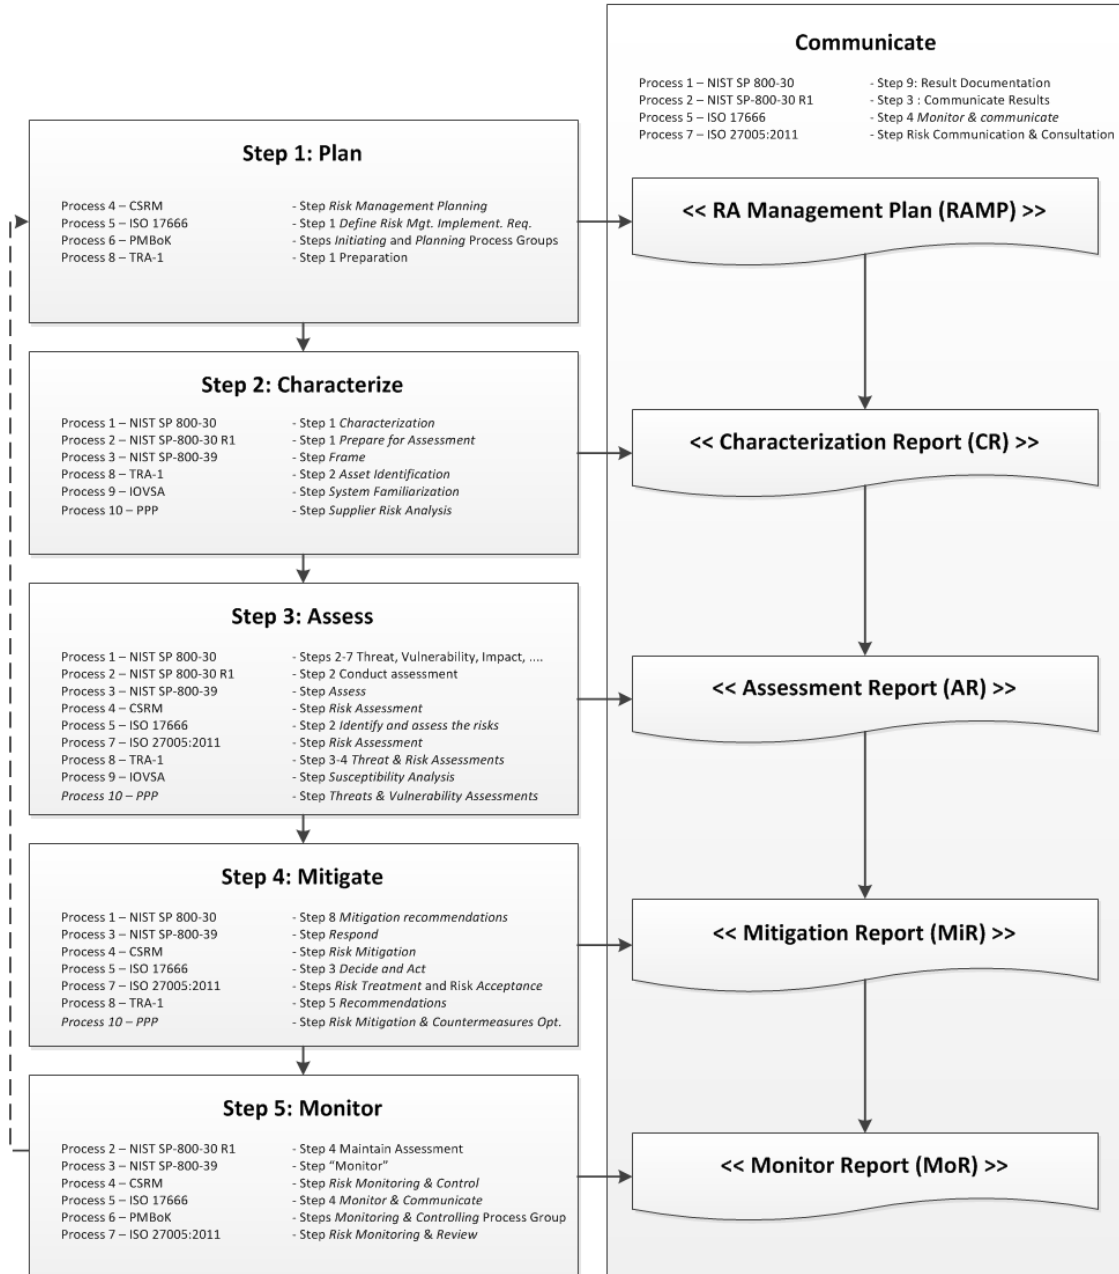 Communicate
Process 1 – NIST SP 800-30 - Step 9: Result Documentation
Process 2 – NIST SP-800-30 R1 - Step 3 : Communicate Results
Process 5 – ISO 17666 - Step 4 Monitor & communicate
Process 7 – ISO 27005:2011 - Step Risk Communication & Consultation
Step 1: Plan
Process 4 – CSRM - Step Risk Management Planning
Process 5 – ISO 17666 - Step 1 Define Risk Mgt. Implement. Req.
Process 6 – PMBoK - Steps Initiating and Planning Process Groups
Process 8 – TRA-1 - Step 1 Preparation
<< RA Management Plan (RAMP) >>
Step 2: Characterize
Process 1 – NIST SP 800-30 - Step 1 Characterization
Process 2 – NIST SP-800-30 R1 - Step 1 Prepare for Assessment
Process 3 – NIST SP-800-39 - Step Frame
Process 8 – TRA-1 - Step 2 Asset Identification
Process 9 – IOVSA - Step System Familiarization
Process 10 – PPP - Step Supplier Risk Analysis
<< Characterization Report (CR) >>
Step 3: Assess
Process 1 – NIST SP 800-30 - Steps 2-7 Threat, Vulnerability, Impact, ....
Process 2 – NIST SP 800-30 R1 - Step 2 Conduct assessment
Process 3 – NIST SP-800-39 - Step Assess
Process 4 – CSRM - Step Risk Assessment
Process 5 – ISO 17666 - Step 2 Identify and assess the risks
Process 7 – ISO 27005:2011 - Step Risk Assessment
Process 8 – TRA-1 - Step 3-4 Threat & Risk Assessments
Process 9 – IOVSA - Step Susceptibility Analysis
Process 10 – PPP - Step Threats & Vulnerability Assessments
<< Assessment Report (AR) >>
Step 4: Mitigate
Process 1 – NIST SP 800-30 - Step 8 Mitigation recommendations
Process 3 – NIST SP-800-39 - Step Respond
Process 4 – CSRM - Step Risk Mitigation
Process 5 – ISO 17666 - Step 3 Decide and Act
Process 7 – ISO 27005:2011 - Steps Risk Treatment and Risk Acceptance
Process 8 – TRA-1 - Step 5 Recommendations
Process 10 – PPP - Step Risk Mitigation & Countermeasures Opt.
<< Mitigation Report (MiR) >>
Step 5: Monitor
Process 2 – NIST SP-800-30 R1 - Step 4 Maintain Assessment
Process 3 – NIST SP-800-39 - Step “Monitor”
Process 4 – CSRM - Step Risk Monitoring & Control
Process 5 – ISO 17666 - Step 4 Monitor & Communicate
Process 6 – PMBoK - Steps Monitoring & Controlling Process Group
Process 7 – ISO 27005:2011 - Step Risk Monitoring & Review
<< Monitor Report (MoR) >>